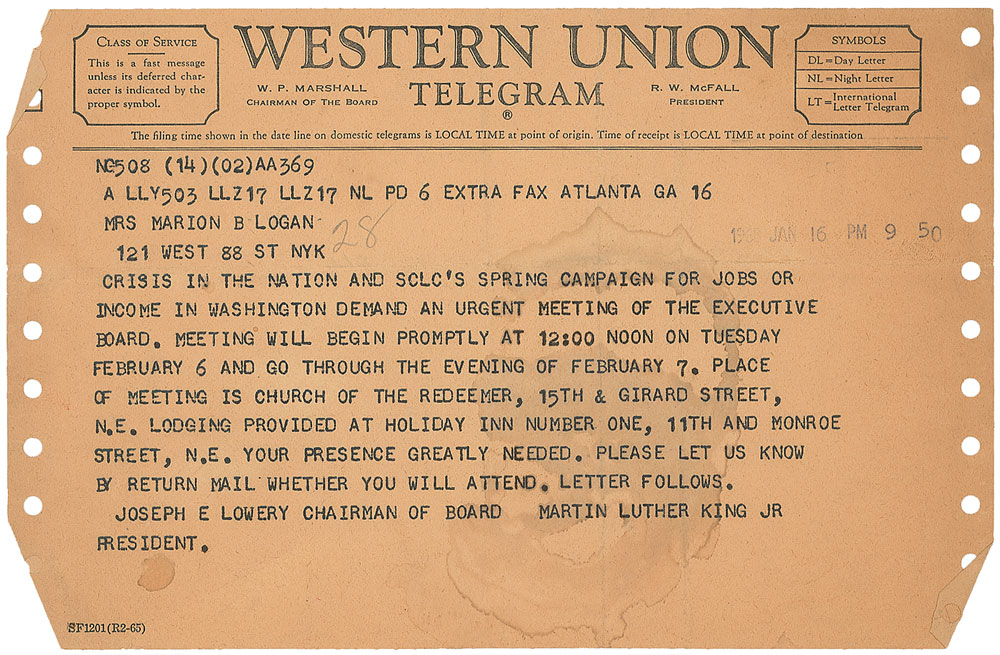 CLASS OF SERVICE
This is a fast message
unless its deferred char-
acter is indicated by the
proper symbol.
WESTERN UNION
TELEGRAM
®
W. P. MARSHALL
CHAIRMAN OF THE BOARD
R. W. McFALL
PRESIDENT
SYMBOLS
DL=Day Letter
NL=Night Letter
LT=International Letter Telegram
The filing time shown in the date line on domestic telegrams is LOCAL TIME at point of origin. Time of receipt is LOCAL TIME at point of destination
NG508 (14)(02)AA369
A LLY503 LLZ17 LLZ17 NL PD 6 EXTRA FAX ATLANTA GA 16
MRS MARION B LOGAN
28
1968 JAN 16 PM 9 50
121 WEST 88 ST NYK
CRISIS IN THE NATION AND SCLC'S SPRING CAMPAIGN FOR JOBS OR
INCOME IN WASHINGTON DEMAND AN URGENT MEETING OF THE EXECUTIVE
BOARD. MEETING WILL BEGIN PROMPTLY AT 12:00 NOON ON TUESDAY
FEBRUARY 6 AND GO THROUGH THE EVENING OF FEBRUARY 7. PLACE
OF MEETING IS CHURCH OF THE REDEEMER, 15TH & GIRARD STREET,
N.E. LODGING PROVIDED AT HOLIDAY INN NUMBER ONE, 11TH AND MONROE
STREET, N.E. YOUR PRESENCE GREATLY NEEDED. PLEASE LET US KNOW
BY RETURN MAIL WHETHER YOU WILL ATTEND. LETTER FOLLOWS.
JOSEPH E LOWERY CHAIRMAN OF BOARD MARTIN LUTHER KING JR
PRESIDENT.
SF1201(R2-65)